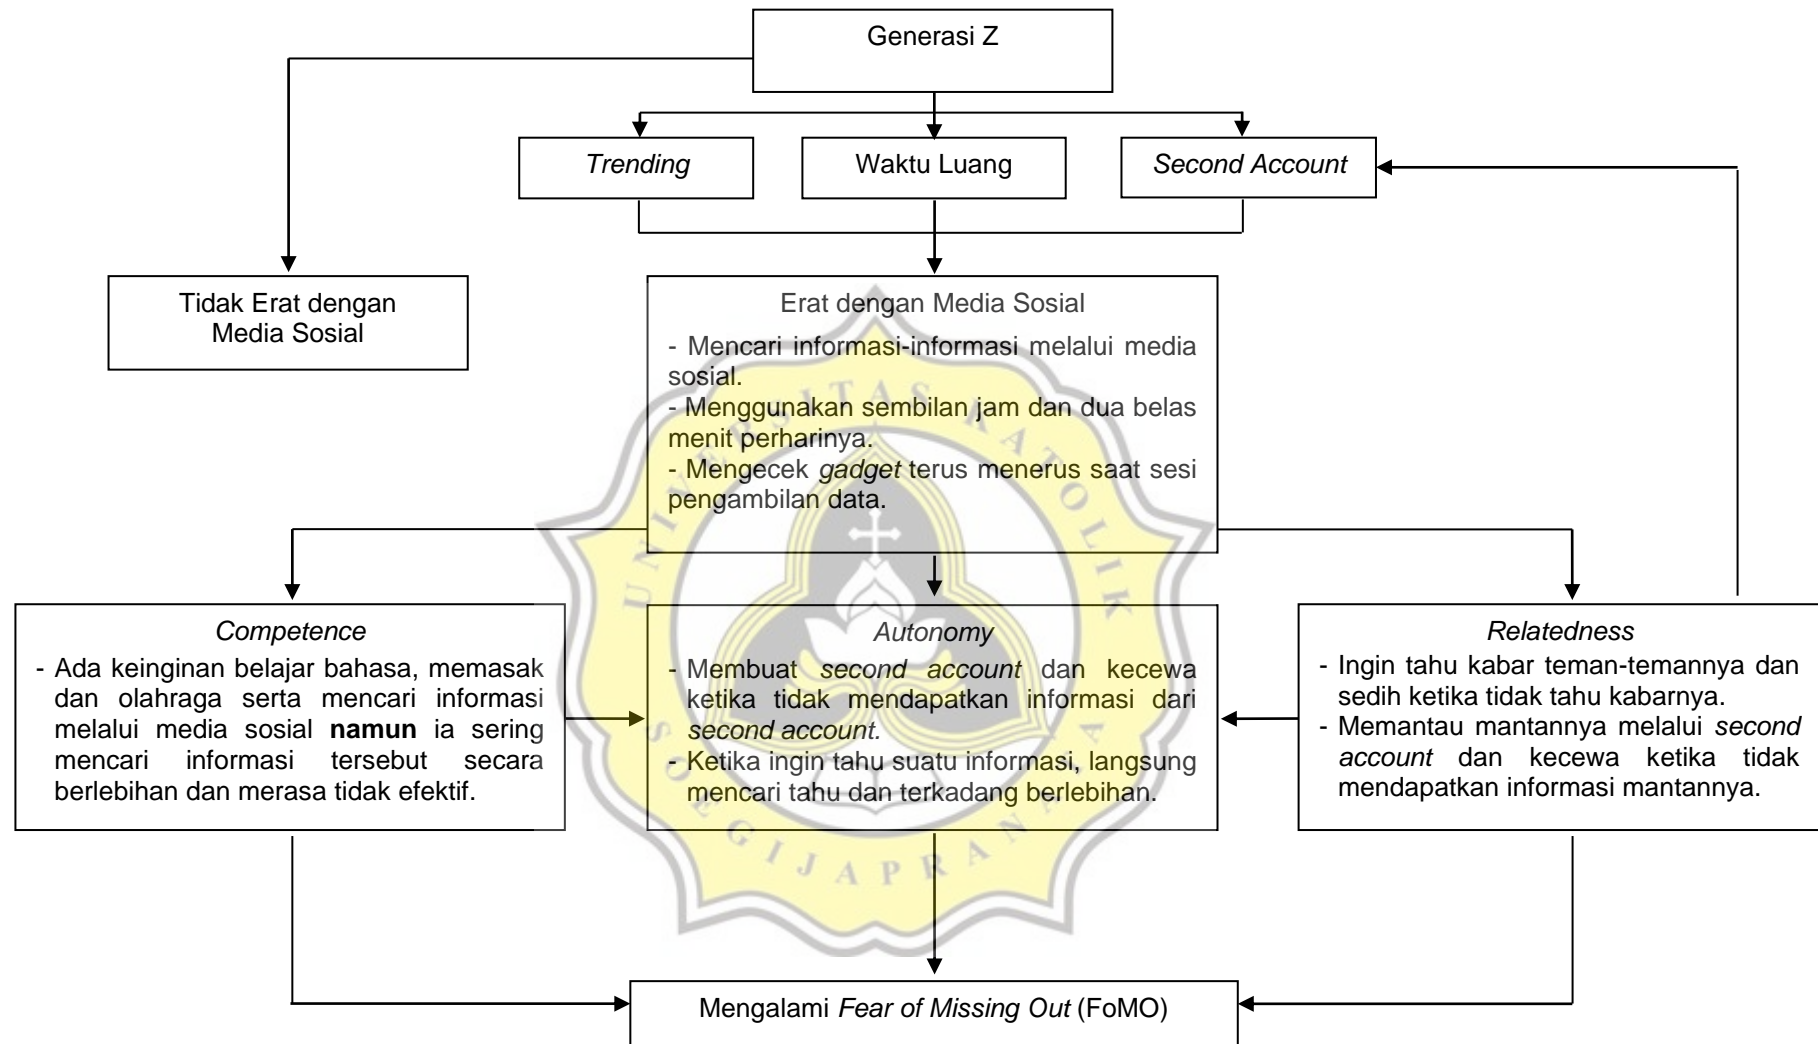 Generasi Z
Trending
Waktu Luang
Second Account
Tidak Erat dengan
Media Sosial
Erat dengan Media Sosial
- Mencari informasi-informasi melalui media
sosial.
- Menggunakan sembilan jam dan dua belas
menit perharinya.
- Mengecek gadget terus menerus saat sesi
pengambilan data.
Competence
- Ada keinginan belajar bahasa, memasak
dan olahraga serta mencari informasi
melalui media sosial namun ia sering
mencari informasi tersebut secara
berlebihan dan merasa tidak efektif.
Autonomy
- Membuat second account dan kecewa
ketika tidak mendapatkan informasi dari
second account.
- Ketika ingin tahu suatu informasi, langsung
mencari tahu dan terkadang berlebihan.
Relatedness
- Ingin tahu kabar teman-temannya dan
sedih ketika tidak tahu kabarnya.
- Memantau mantannya melalui second
account dan kecewa ketika tidak
mendapatkan informasi mantannya.
Mengalami Fear of Missing Out (FoMO)
UNIVERSITAS KATOLIK
SOEGIJAPRANATA